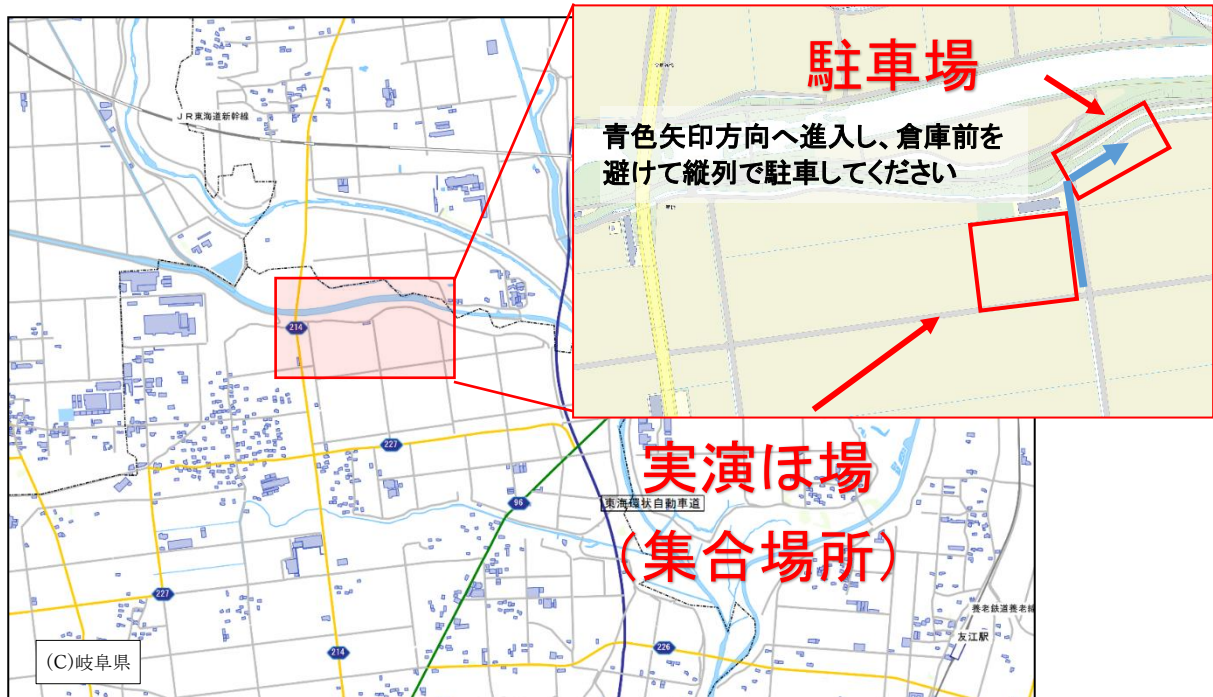 駐車場
青色矢印方向へ進入し、倉庫前を
避けて縦列で駐車してください
JR東海道新幹線
214
227
実演ほ場
96
東海環状自動車道
(集合場所)
227
養老鉄道養老線
友江駅
214
226
(C)岐阜県